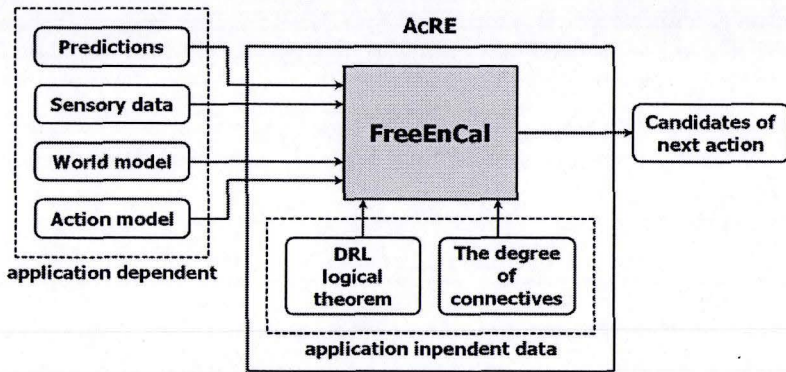 AcRE
Predictions
Sensory data
World model
Action model
application dependent
FreeEnCal
Candidates of
next action
DRL
logical
theorem
The degree
of
connectives
application inpendent data